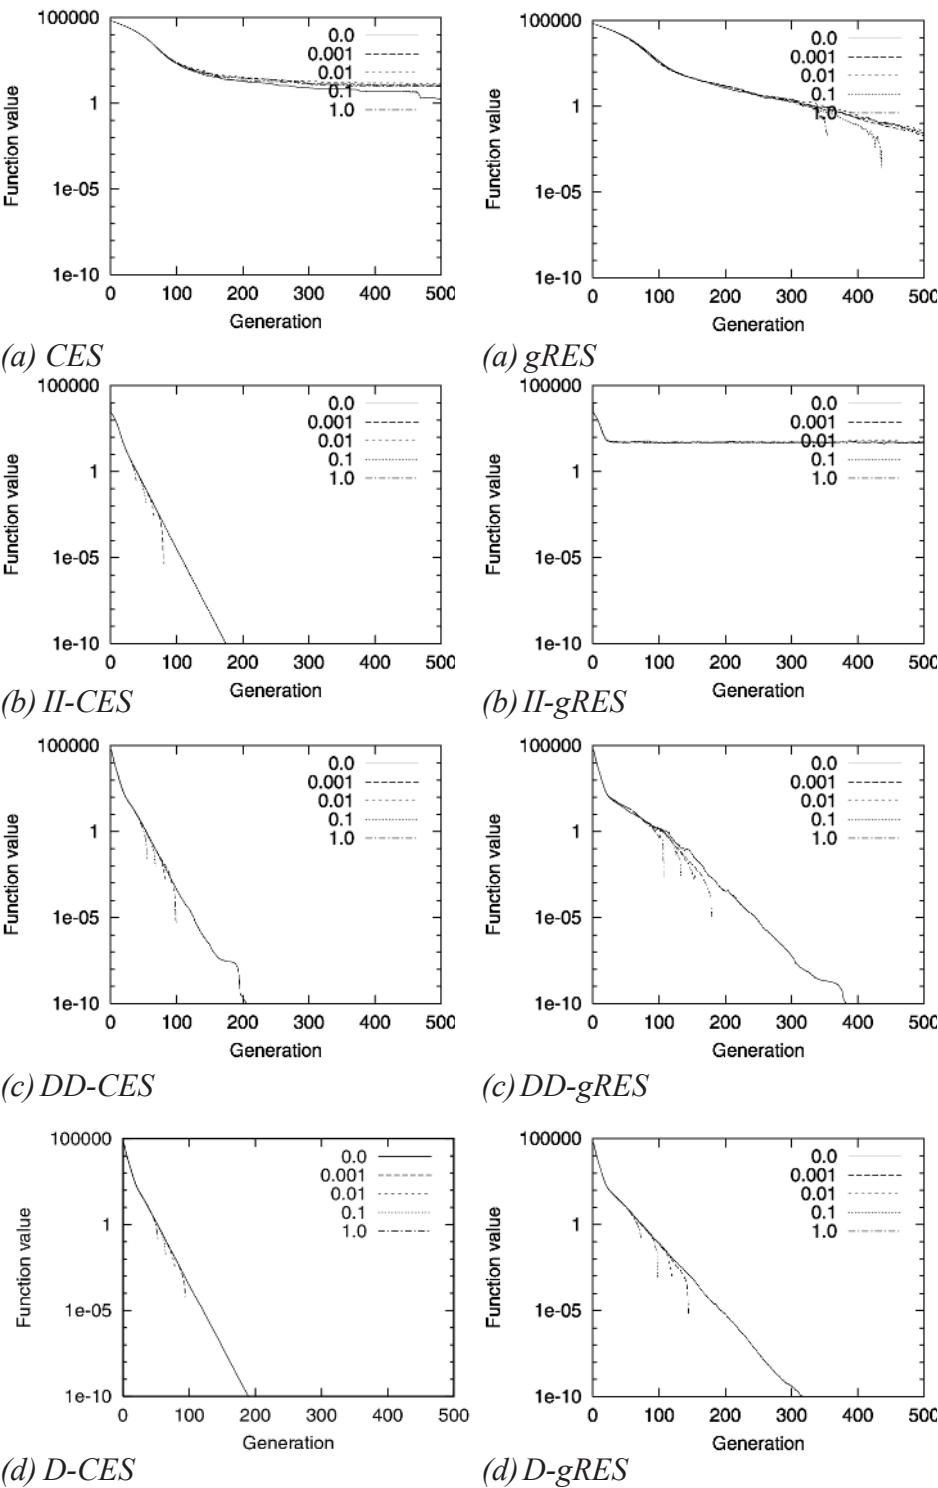 100000
1
1e-05
1e-10
Function value
0.0
0.001
0.01
0.1
1.0
0 100 200 300 400 500
Generation
(a) CES
100000
1
1e-05
1e-10
Function value
0.0
0.001
0.01
0.1
1.0
0 100 200 300 400 500
Generation
(a) gRES
100000
1
1e-05
1e-10
Function value
0.0
0.001
0.01
0.1
1.0
0 100 200 300 400 500
Generation
(b) II-CES
100000
1
1e-05
1e-10
Function value
0.0
0.001
0.01
0.1
1.0
0 100 200 300 400 500
Generation
(b) II-gRES
100000
1
1e-05
1e-10
Function value
0.0
0.001
0.01
0.1
1.0
0 100 200 300 400 500
Generation
(c) DD-CES
100000
1
1e-05
1e-10
Function value
0.0
0.001
0.01
0.1
1.0
0 100 200 300 400 500
Generation
(c) DD-gRES
100000
1
1e-05
1e-10
Function value
0.0
0.001
0.01
0.1
1.0
0 100 200 300 400 500
Generation
(d) D-CES
100000
1
1e-05
1e-10
Function value
0.0
0.001
0.01
0.1
1.0
0 100 200 300 400 500
Generation
(d) D-gRES